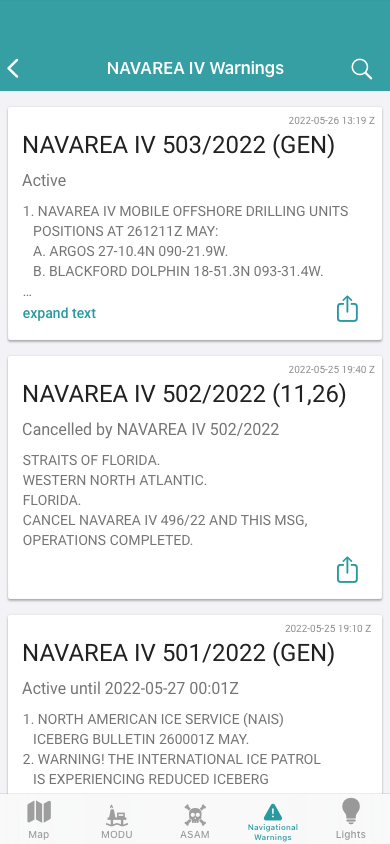 NAVAREA IV Warnings
2022-05-26 13:19 Z
NAVAREA IV 503/2022 (GEN)
Active
1. NAVAREA IV MOBILE OFFSHORE DRILLING UNITS
POSITIONS AT 261211Z MAY:
A. ARGOS 27-10.4N 090-21.9W.
B. BLACKFORD DOLPHIN 18-51.3N 093-31.4W.
...
expand text
2022-05-25 19:40 Z
NAVAREA IV 502/2022 (11,26)
Cancelled by NAVAREA IV 502/2022
STRAITS OF FLORIDA.
WESTERN NORTH ATLANTIC.
FLORIDA.
CANCEL NAVAREA IV 496/22 AND THIS MSG,
OPERATIONS COMPLETED.
2022-05-25 19:10 Z
NAVAREA IV 501/2022 (GEN)
Active until 2022-05-27 00:01Z
1. NORTH AMERICAN ICE SERVICE (NAIS)
ICEBERG BULLETIN 260001Z MAY.
2. WARNING! THE INTERNATIONAL ICE PATROL
IS EXPERIENCING REDUCED ICEBERG
Map
MODU
ASAM
Navigational
Warnings
Lights